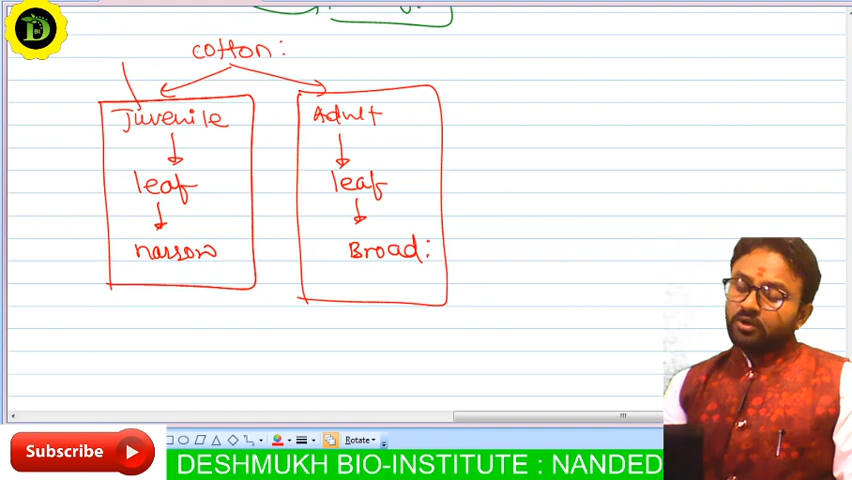 cotton:
Juvenile
Adult
leaf
leaf
narrow
Broad:
Rotate
Subscribe
DESHMUKH BIO-INSTITUTE : NANDED